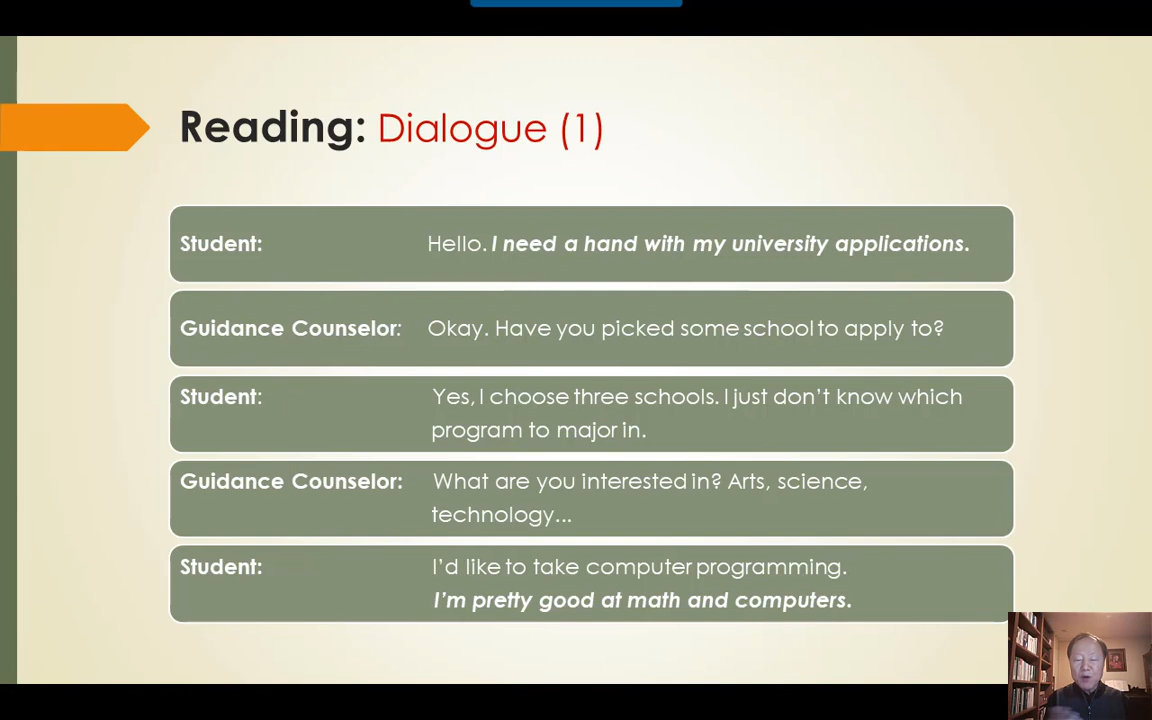 Reading: Dialogue (1)
Student: Hello. I need a hand with my university applications.
Guidance Counselor: Okay. Have you picked some school to apply to?
Student: Yes, I choose three schools. I just don’t know which
program to major in.
Guidance Counselor: What are you interested in? Arts, science,
technology...
Student: I’d like to take computer programming.
I’m pretty good at math and computers.